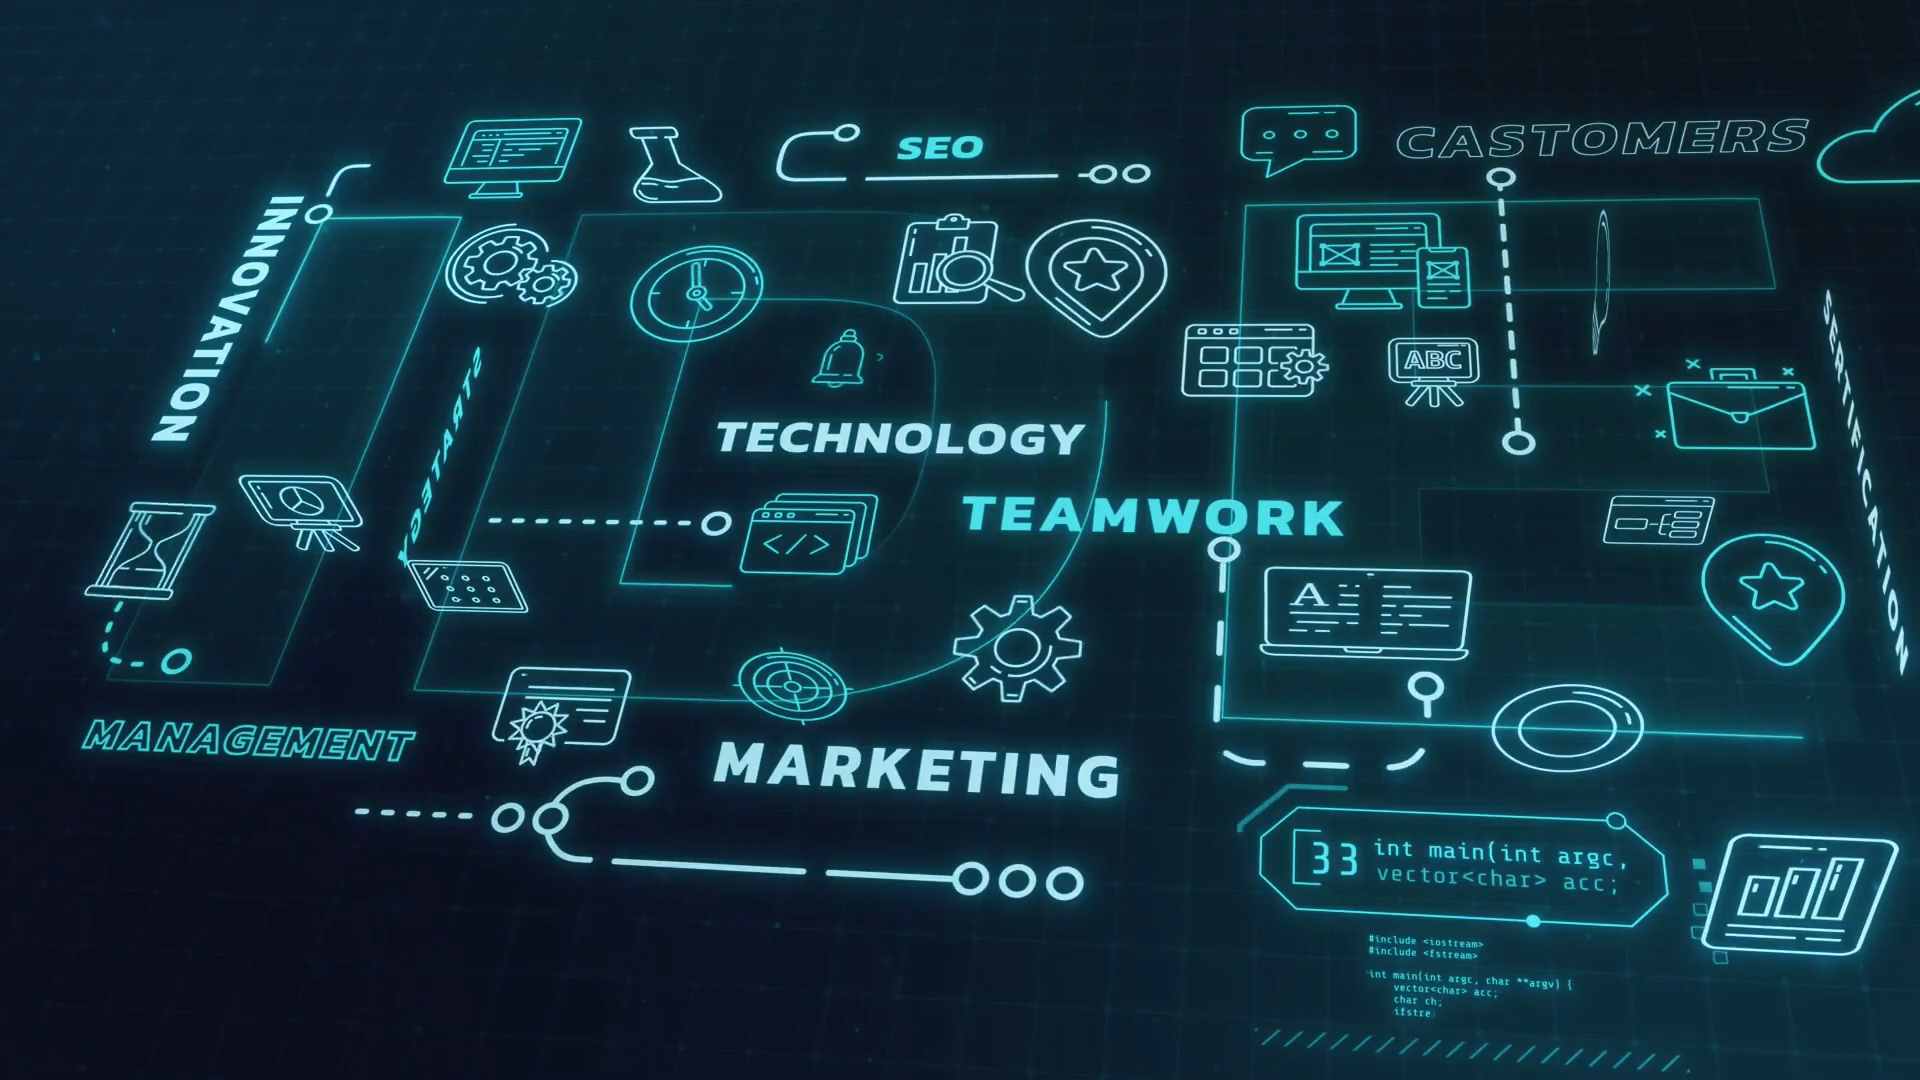 SEO
CASTOMERS
INNOVATION
STRATEGY
SERTIFICATION
ABC
TECHNOLOGY
TEAMWORK
</>
A
MANAGEMENT
MARKETING
33
int main(int argc,
vector<char> acc;
#include <iostream>
#include <fstream>
int main(int argc, char **argv) {
vector<char> acc;
char ch;
ifstre